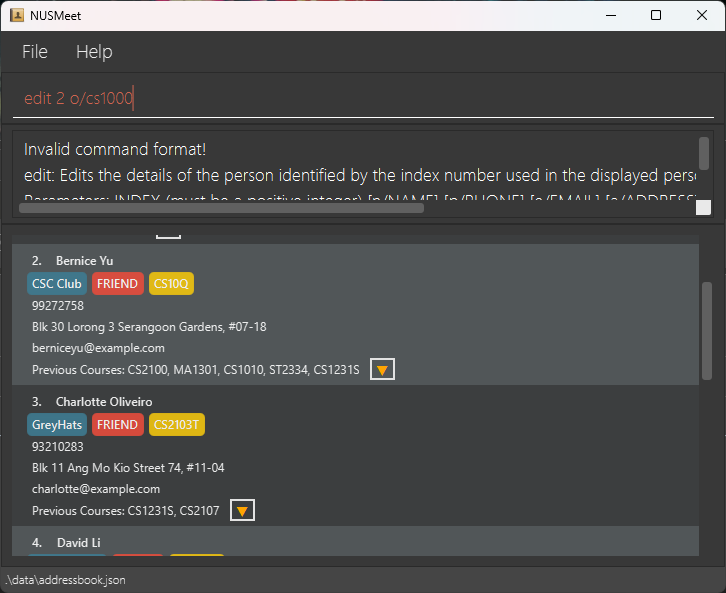 NUSMeet
File Help
edit 2 o/cs1000
Invalid command format!
edit: Edits the details of the person identified by the index number used in the displayed perso
Parameters: INDEX (must be a positive integer) [n/NAME] [p/PHONE] [e/EMAIL] [a/ADDRESS]
2. Bernice Yu
CSC Club FRIEND CS10Q
99272758
Blk 30 Lorong 3 Serangoon Gardens, #07-18
berniceyu@example.com
Previous Courses: CS2100, MA1301, CS1010, ST2334, CS1231S
3. Charlotte Oliveiro
GreyHats FRIEND CS2103T
93210283
Blk 11 Ang Mo Kio Street 74, #11-04
charlotte@example.com
Previous Courses: CS1231S, CS2107
4. David Li
.\data\addressbook.json